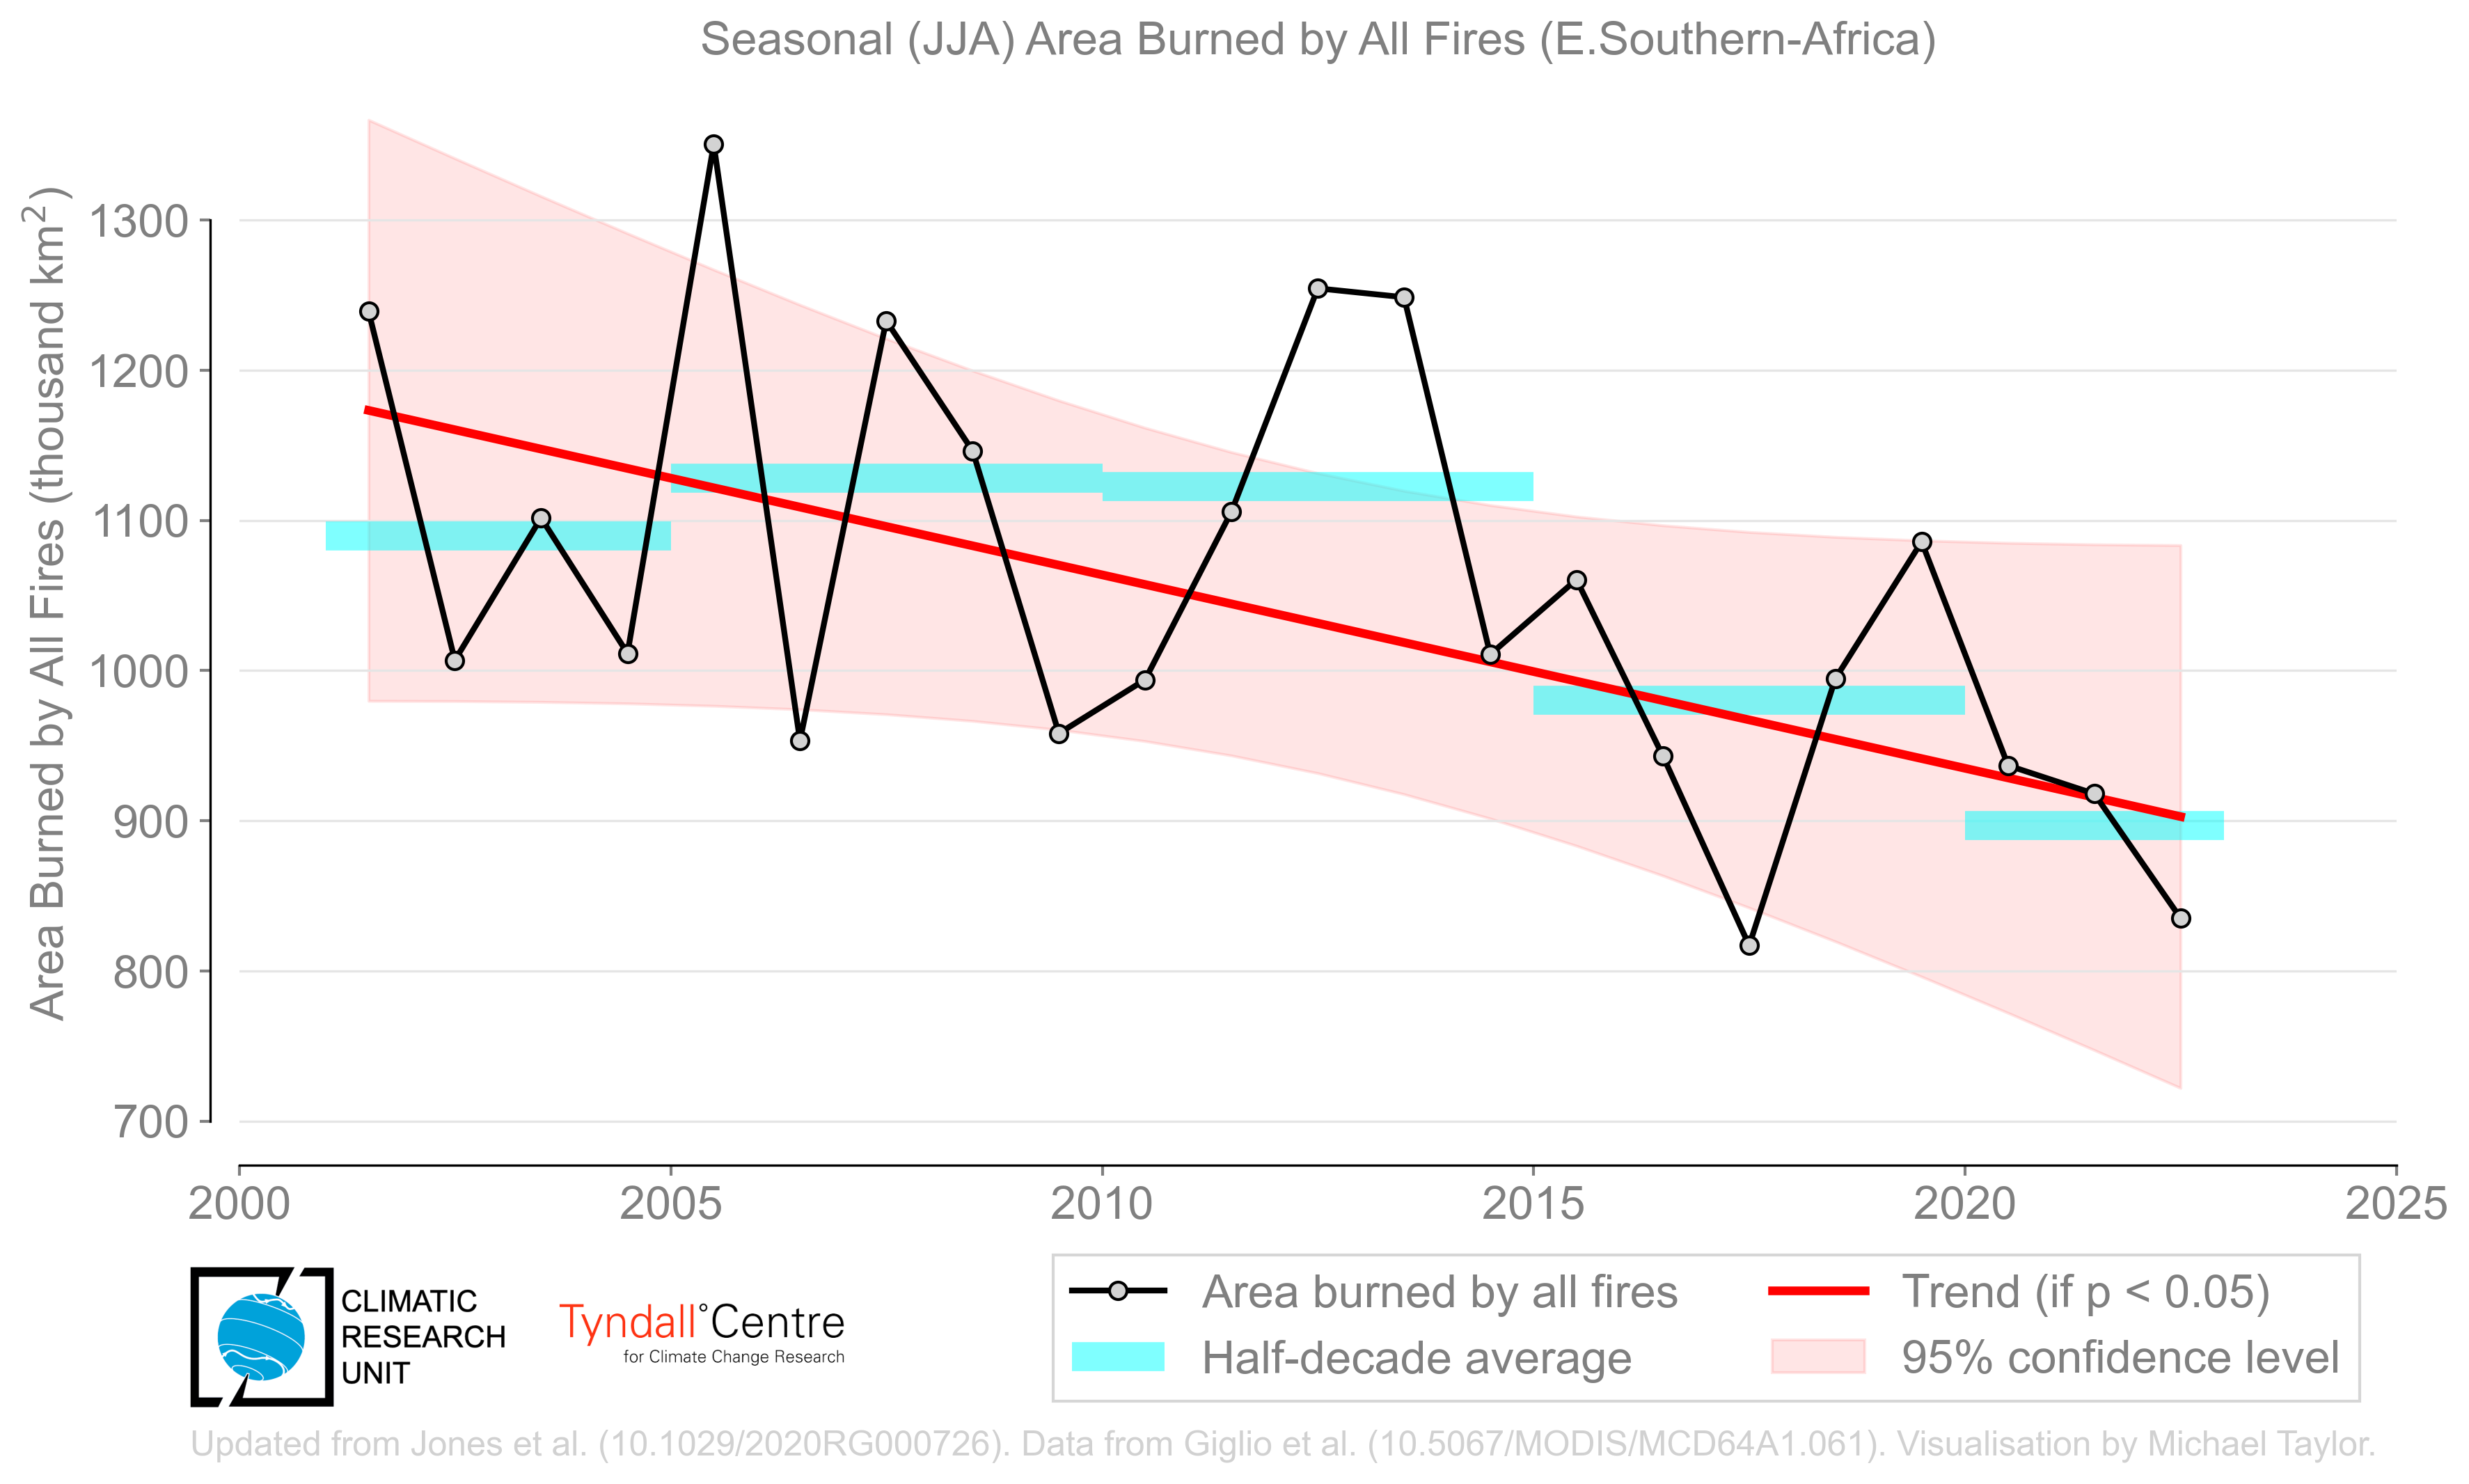 Seasonal (JJA) Area Burned by All Fires (E.Southern-Africa)
Area Burned by All Fires (thousand km²)
1300
1200
1100
1000
900
800
700
2000 2005 2010 2015 2020 2025
CLIMATIC
RESEARCH
UNIT
Tyndall°Centre
for Climate Change Research
Area burned by all fires
Trend (if p < 0.05)
Half-decade average
95% confidence level
Updated from Jones et al. (10.1029/2020RG000726). Data from Giglio et al. (10.5067/MODIS/MCD64A1.061). Visualisation by Michael Taylor.